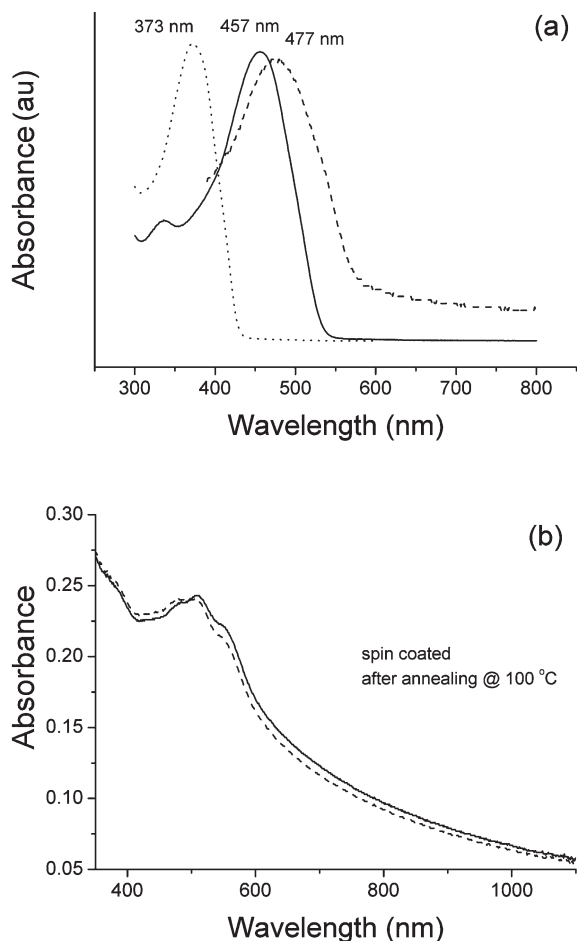 373 nm 457 nm 477 nm (a)
Absorbance (au)
300 400 500 600 700 800
Wavelength (nm)
(b)
0.30
0.25
0.20
0.15
0.10
0.05
Absorbance
spin coated
after annealing @ 100 °C
400 600 800 1000
Wavelength (nm)